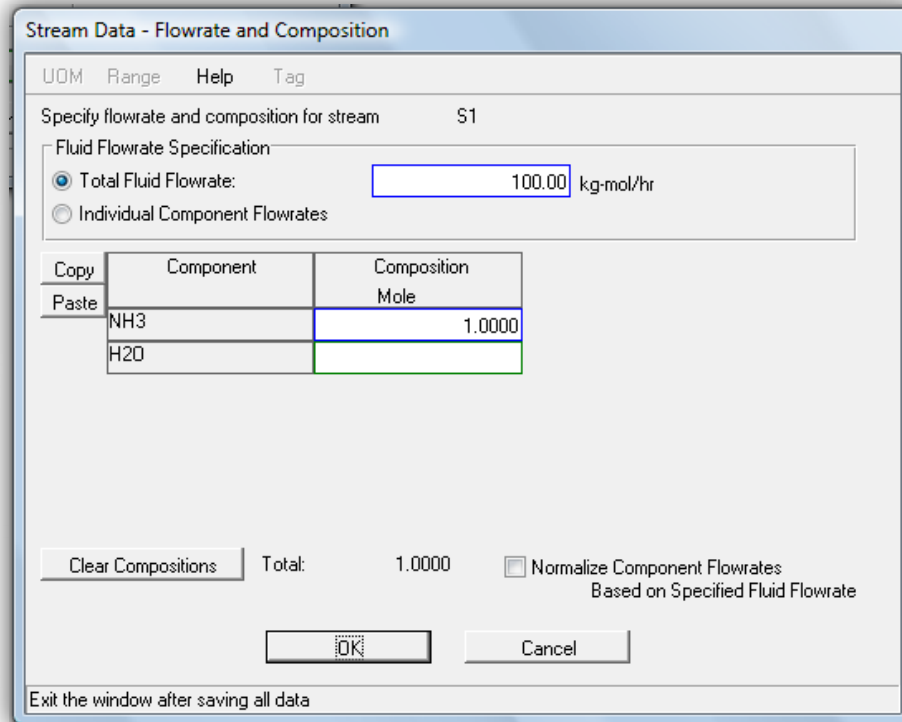 Stream Data - Flowrate and Composition
UOM Range Help Tag
Specify flowrate and composition for stream S1
Fluid Flowrate Specification
Total Fluid Flowrate: 100.00 kg-mol/hr
Individual Component Flowrates
Copy
Paste
Component Composition
Mole
NH3 1.0000
H2O
Clear Compositions Total: 1.0000 Normalize Component Flowrates
Based on Specified Fluid Flowrate
OK Cancel
Exit the window after saving all data